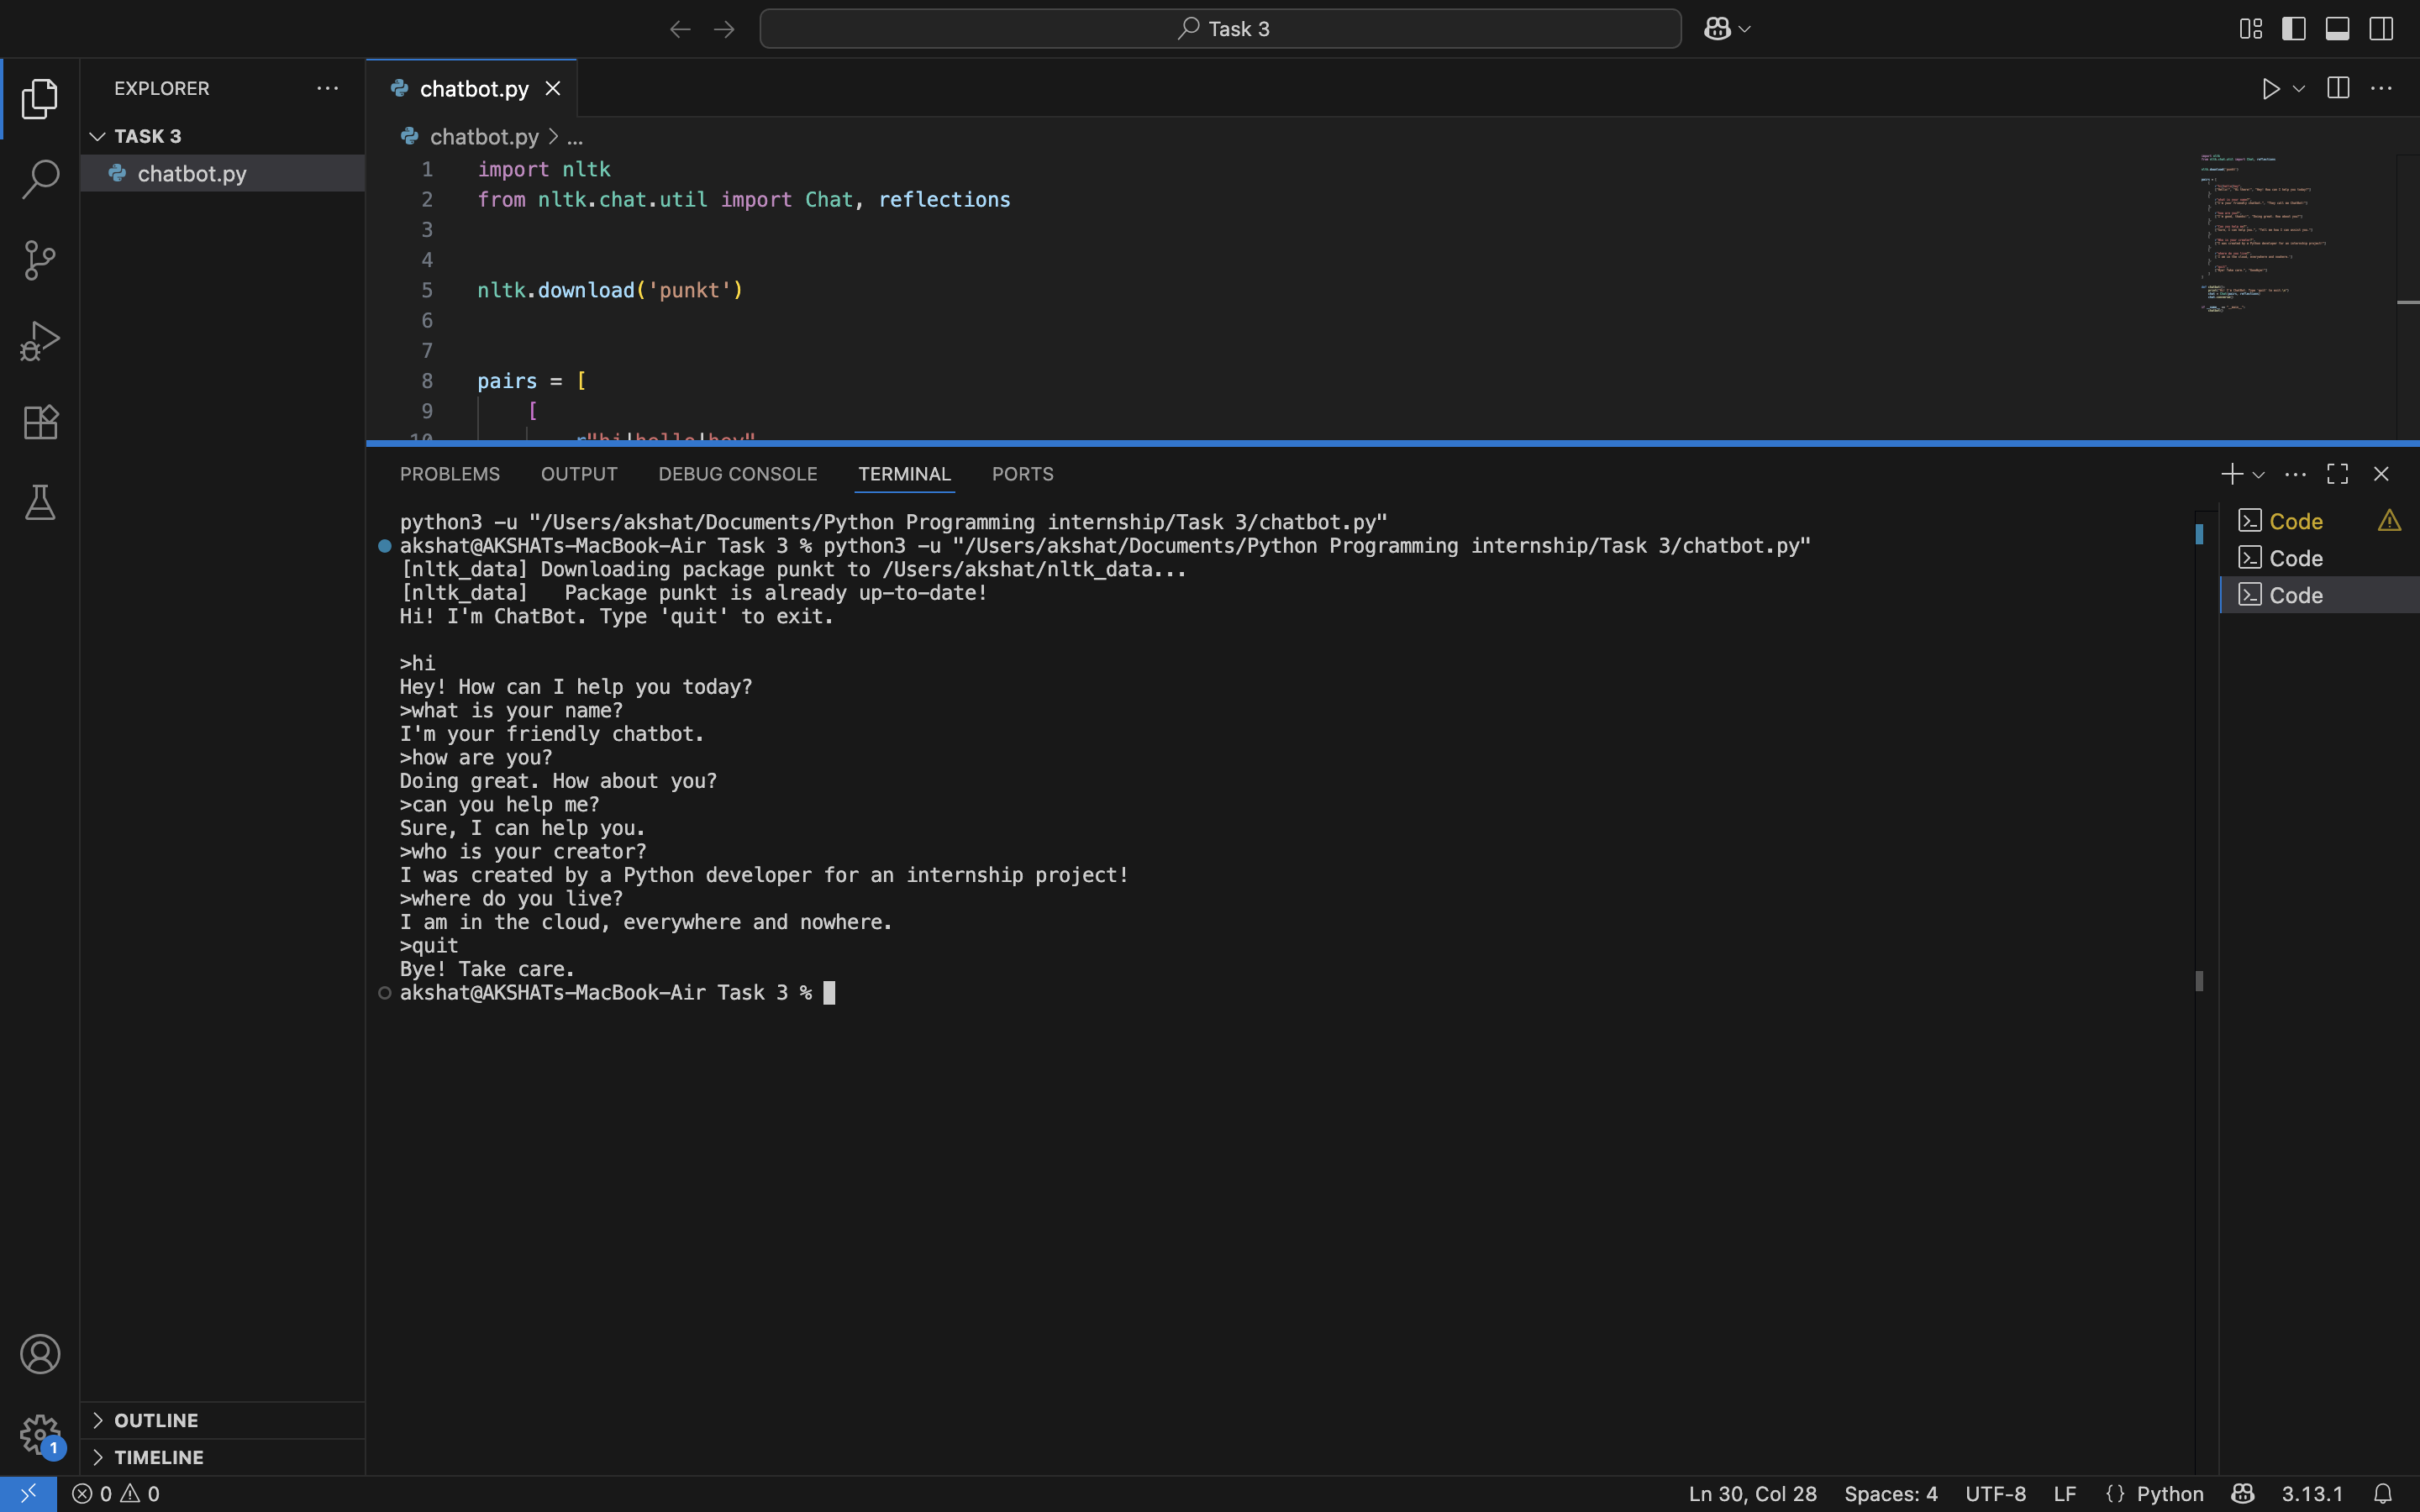 Task 3
EXPLORER
TASK 3
chatbot.py
chatbot.py
chatbot.py > ...
1 import nltk
2 from nltk.chat.util import Chat, reflections
3
4
5 nltk.download('punkt')
6
7
8 pairs = [
9 [
10 r"hi|hello|hey"
PROBLEMS OUTPUT DEBUG CONSOLE TERMINAL PORTS
python3 -u "/Users/akshat/Documents/Python Programming internship/Task 3/chatbot.py"
akshat@AKSHATs-MacBook-Air Task 3 % python3 -u "/Users/akshat/Documents/Python Programming internship/Task 3/chatbot.py"
[nltk_data] Downloading package punkt to /Users/akshat/nltk_data...
[nltk_data]   Package punkt is already up-to-date!
Hi! I'm ChatBot. Type 'quit' to exit.
>hi
Hey! How can I help you today?
>what is your name?
I'm your friendly chatbot.
>how are you?
Doing great. How about you?
>can you help me?
Sure, I can help you.
>who is your creator?
I was created by a Python developer for an internship project!
>where do you live?
I am in the cloud, everywhere and nowhere.
>quit
Bye! Take care.
akshat@AKSHATs-MacBook-Air Task 3 %
Code
Code
Code
OUTLINE
TIMELINE
1
0 0
Ln 30, Col 28 Spaces: 4 UTF-8 LF {} Python 3.13.1